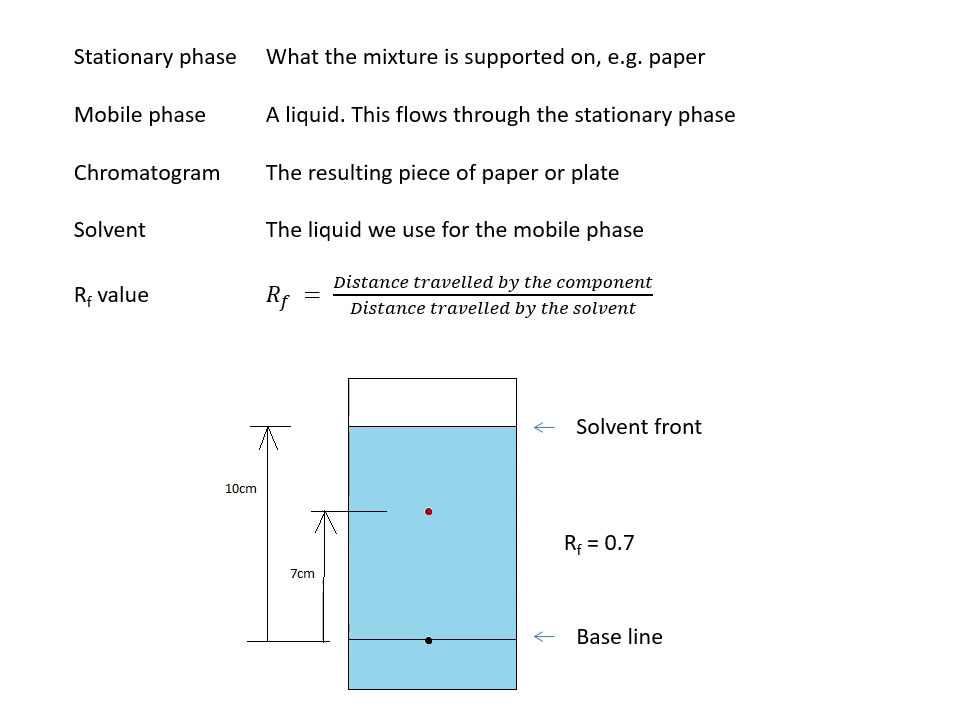 Stationary phase What the mixture is supported on, e.g. paper
Mobile phase A liquid. This flows through the stationary phase
Chromatogram The resulting piece of paper or plate
Solvent The liquid we use for the mobile phase
Rf value Rf = Distance travelled by the component
Distance travelled by the solvent
Solvent front
10cm
Rf = 0.7
7cm
Base line